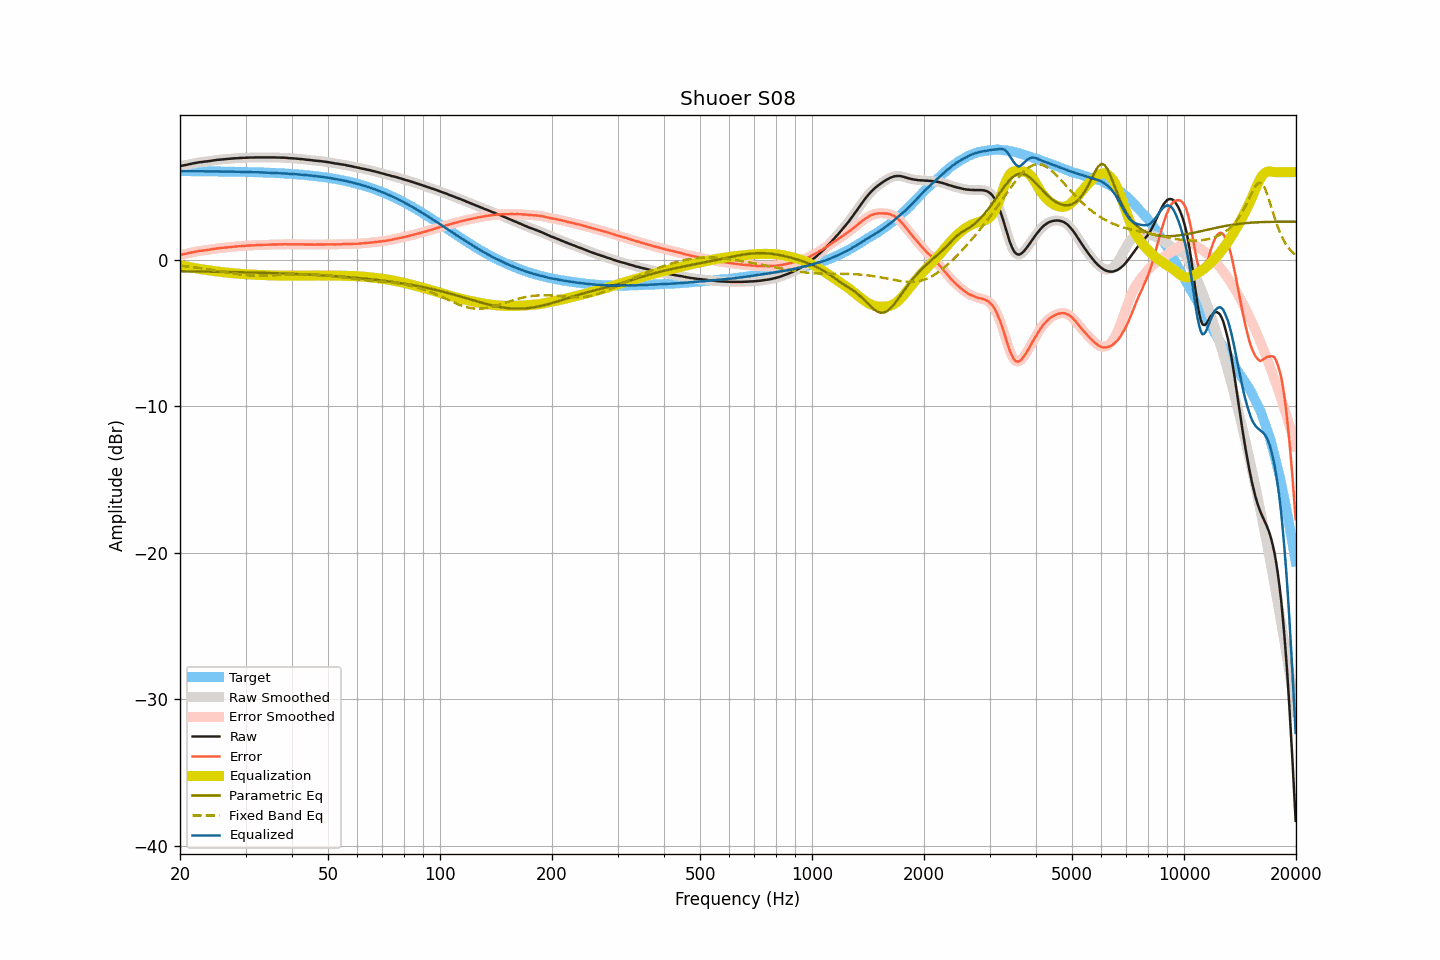 Shuoer S08
Amplitude (dBr)
0
−10
−20
−30
−40
Target
Raw Smoothed
Error Smoothed
Raw
Error
Equalization
Parametric Eq
Fixed Band Eq
Equalized
20 50 100 200 500 1000 2000 5000 10000 20000
Frequency (Hz)